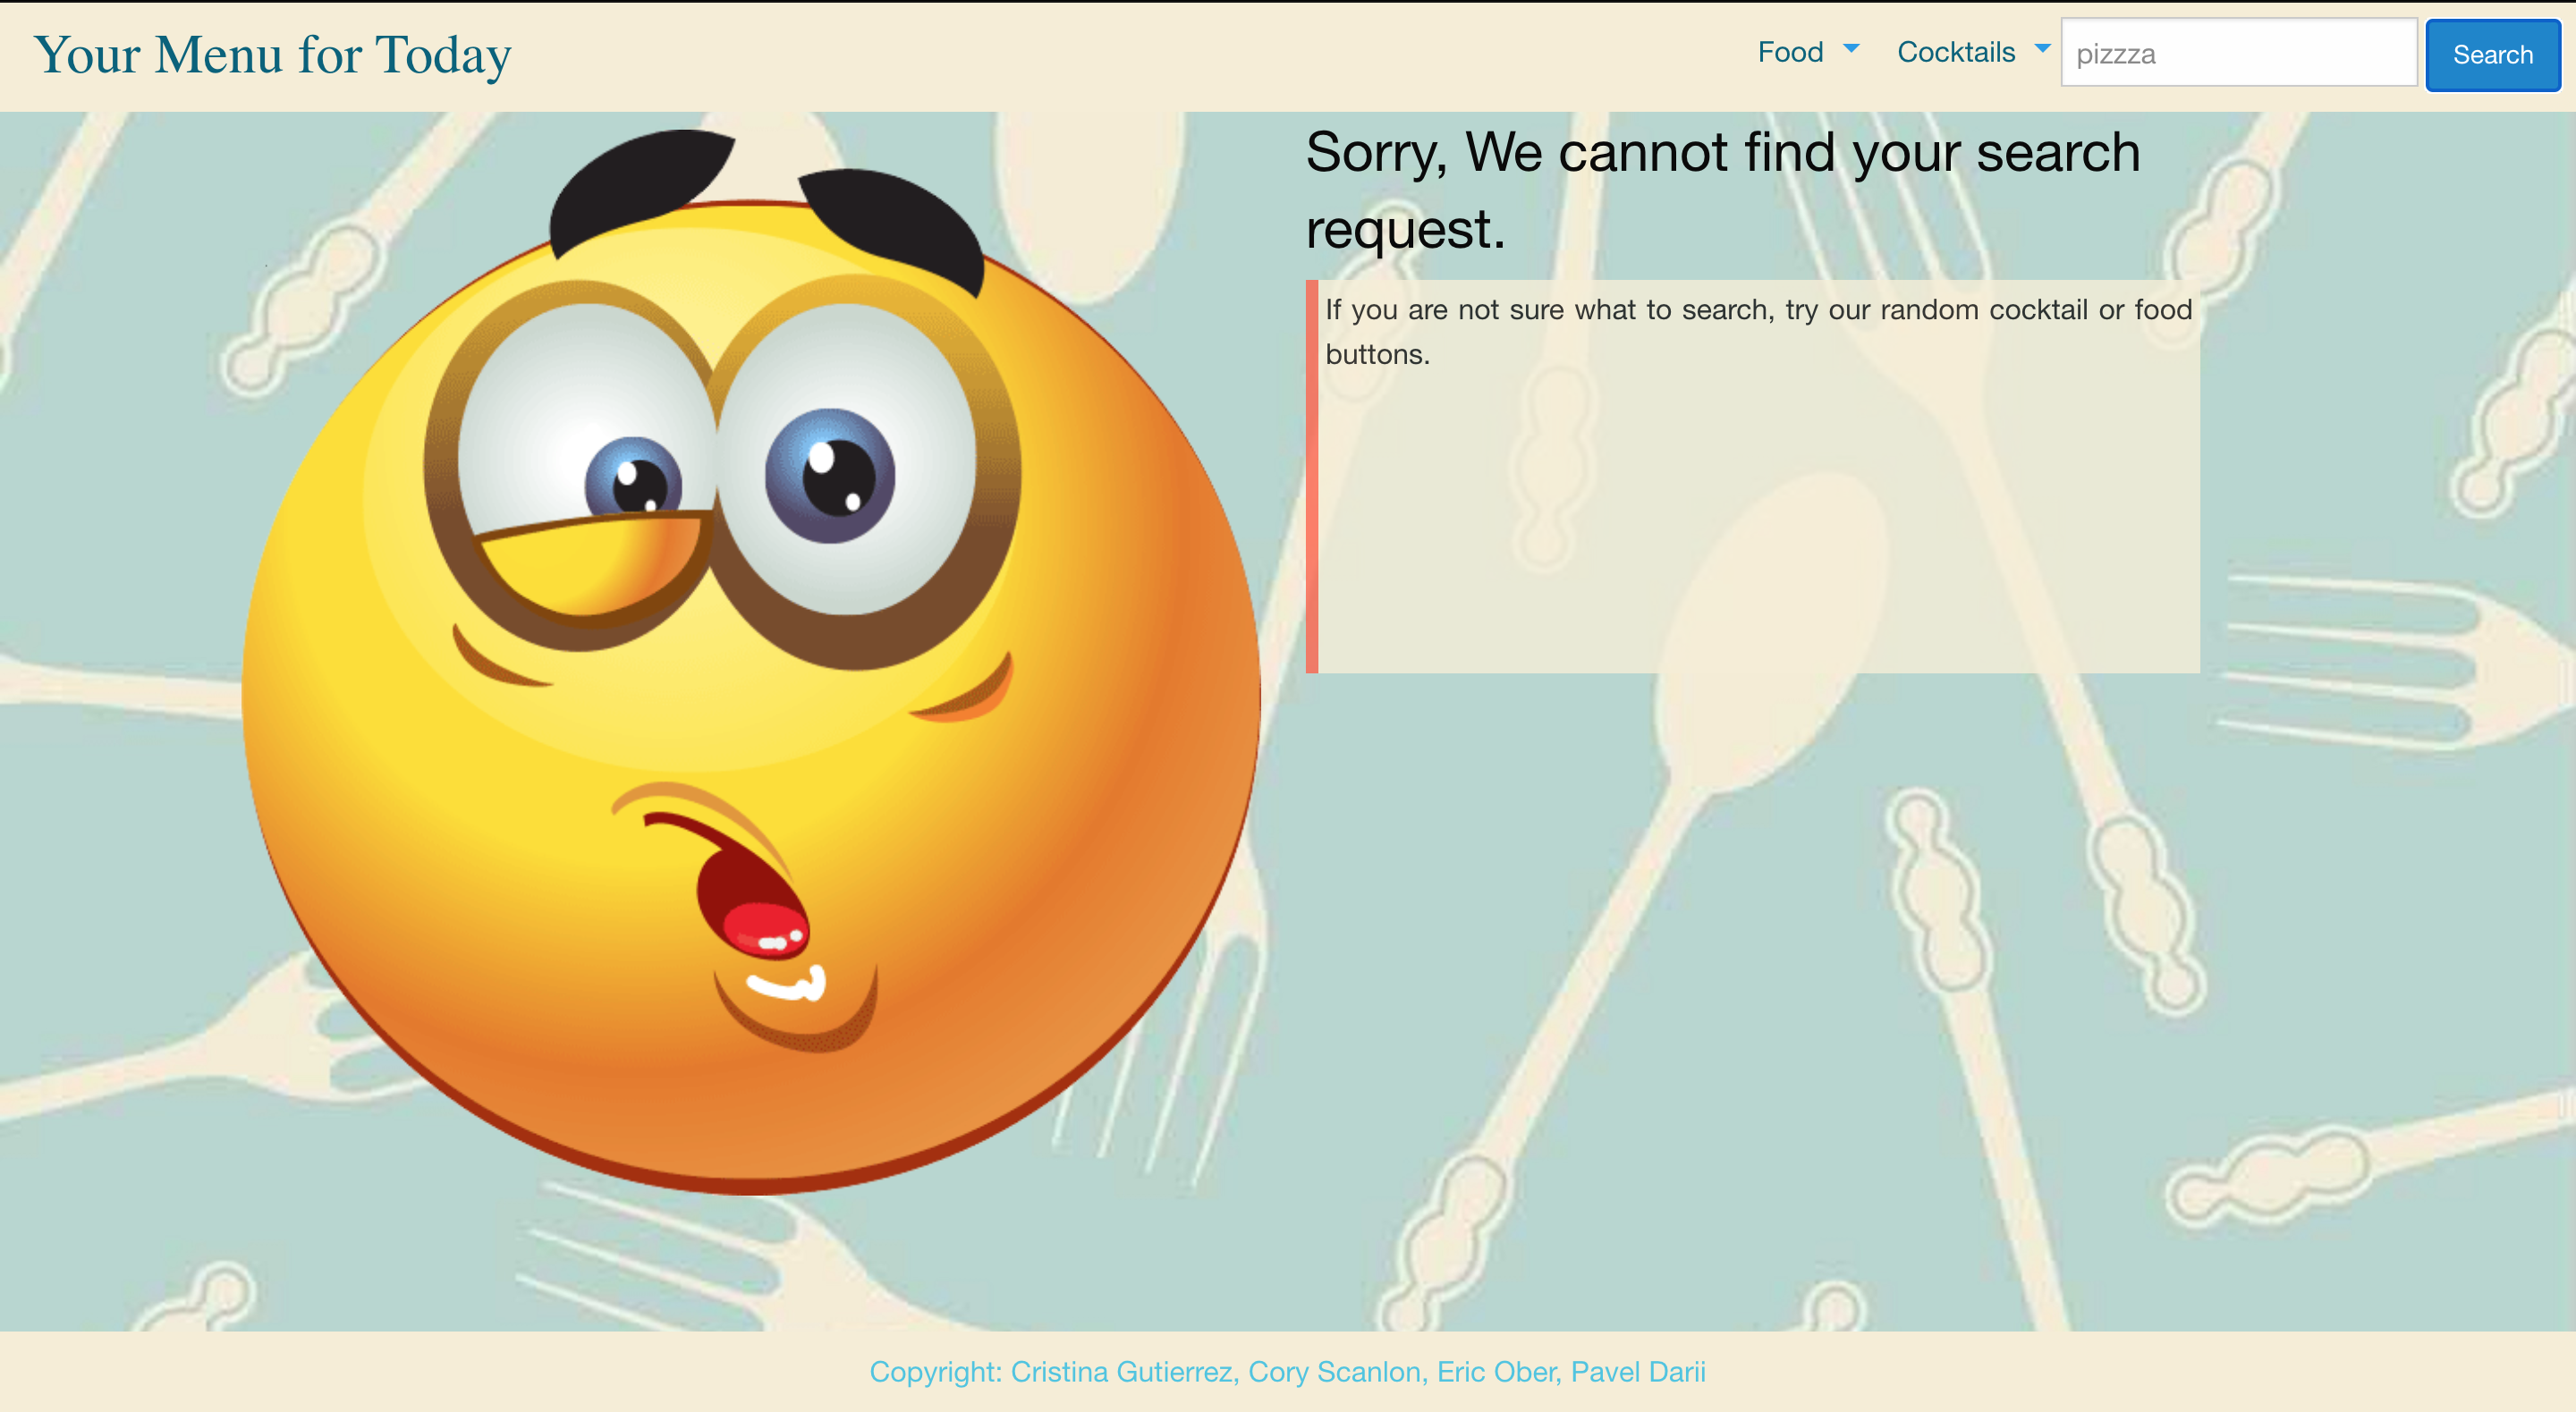 Your Menu for Today
Food Cocktails pizzza Search
Sorry, We cannot find your search
request.
If you are not sure what to search, try our random cocktail or food
buttons.
Copyright: Cristina Gutierrez, Cory Scanlon, Eric Ober, Pavel Darii